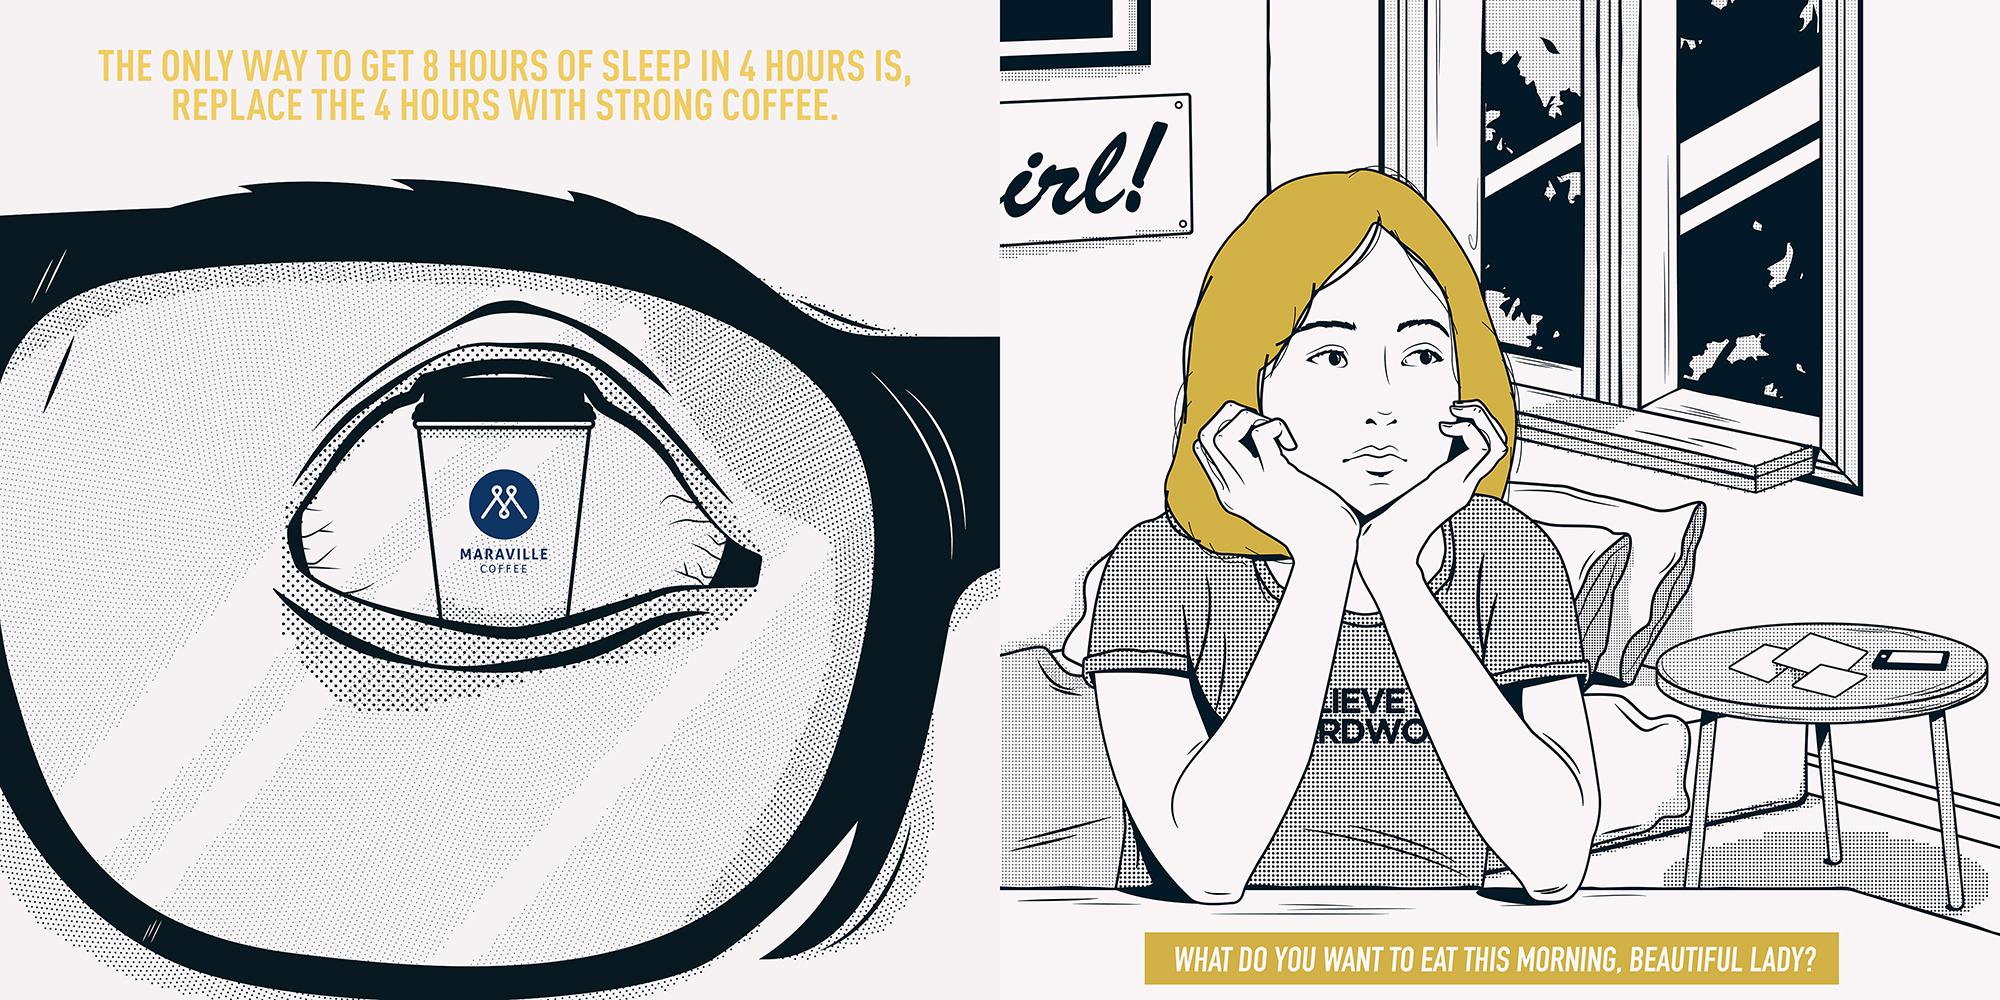 THE ONLY WAY TO GET 8 HOURS OF SLEEP IN 4 HOURS IS,
REPLACE THE 4 HOURS WITH STRONG COFFEE.
MARAVILLE
COFFEE
irl!
LIEVE
RDWO
WHAT DO YOU WANT TO EAT THIS MORNING, BEAUTIFUL LADY?